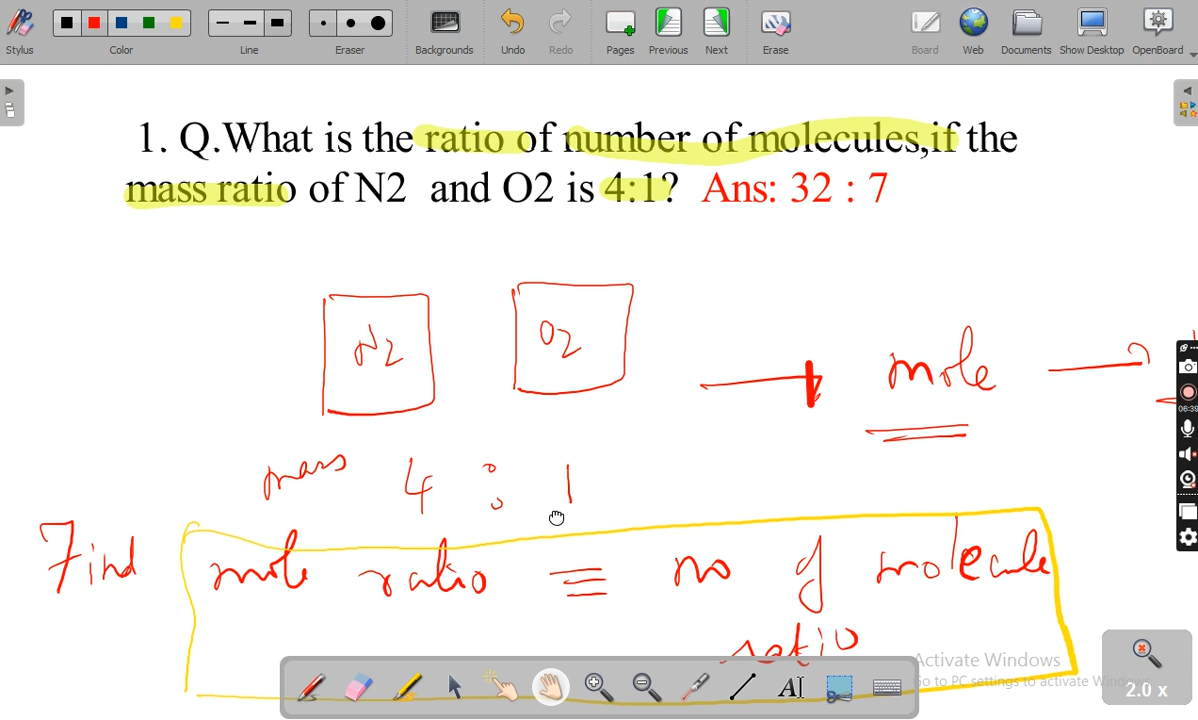 Stylus Color Line Eraser Backgrounds Undo Redo Pages Previous Next Erase Board Web Documents Show Desktop OpenBoard
1. Q.What is the ratio of number of molecules,if the
mass ratio of N2 and O2 is 4:1? Ans: 32 : 7
N2 O2
mole
06:39
mass 4 : 1
Find mole ratio = no of molecule
ratio
Activate Windows
Go to PC settings to activate Windows.
AI
2.0 x